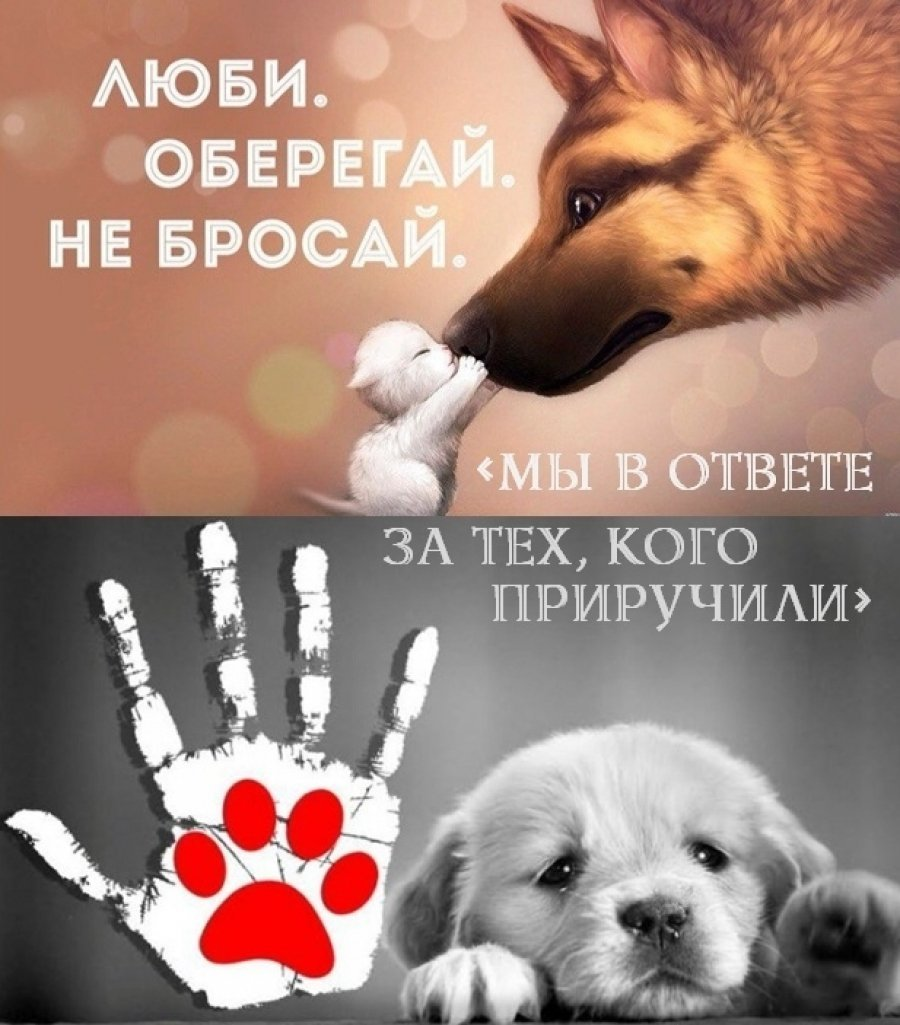 ЛЮБИ.
ОБЕРЕГАЙ.
НЕ БРОСАЙ.
‹МЫ В ОТВЕТЕ
ЗА ТЕХ, КОГО
ПРИРУЧИЛИ›